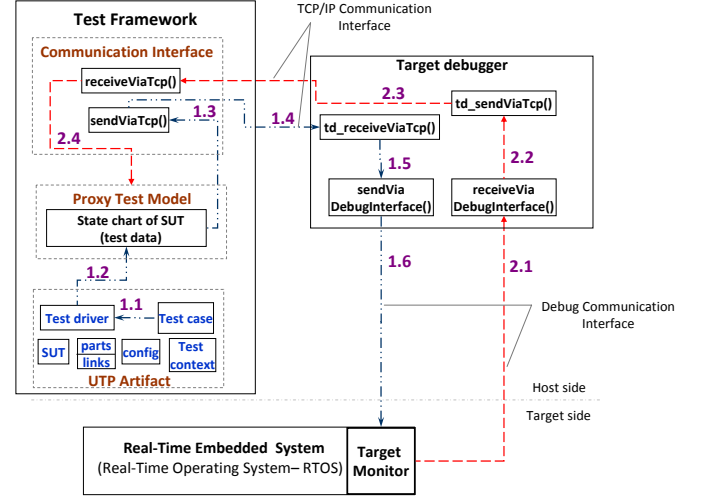 TCP/IP Communication
Interface
Test Framework
Communication Interface
receiveViaTcp()
sendViaTcp()
1.3
1.4
2.4
Target debugger
2.3
td_sendViaTcp()
td_receiveViaTcp()
2.2
1.5
sendVia
DebugInterface()
receiveVia
DebugInterface()
Proxy Test Model
State chart of SUT
(test data)
1.2
1.6
2.1
1.1
Test driver
Test case
SUT
parts
links
config
Test
context
UTP Artifact
Debug Communication
Interface
Host side
Target side
Real-Time Embedded System
(Real-Time Operating System– RTOS)
Target
Monitor